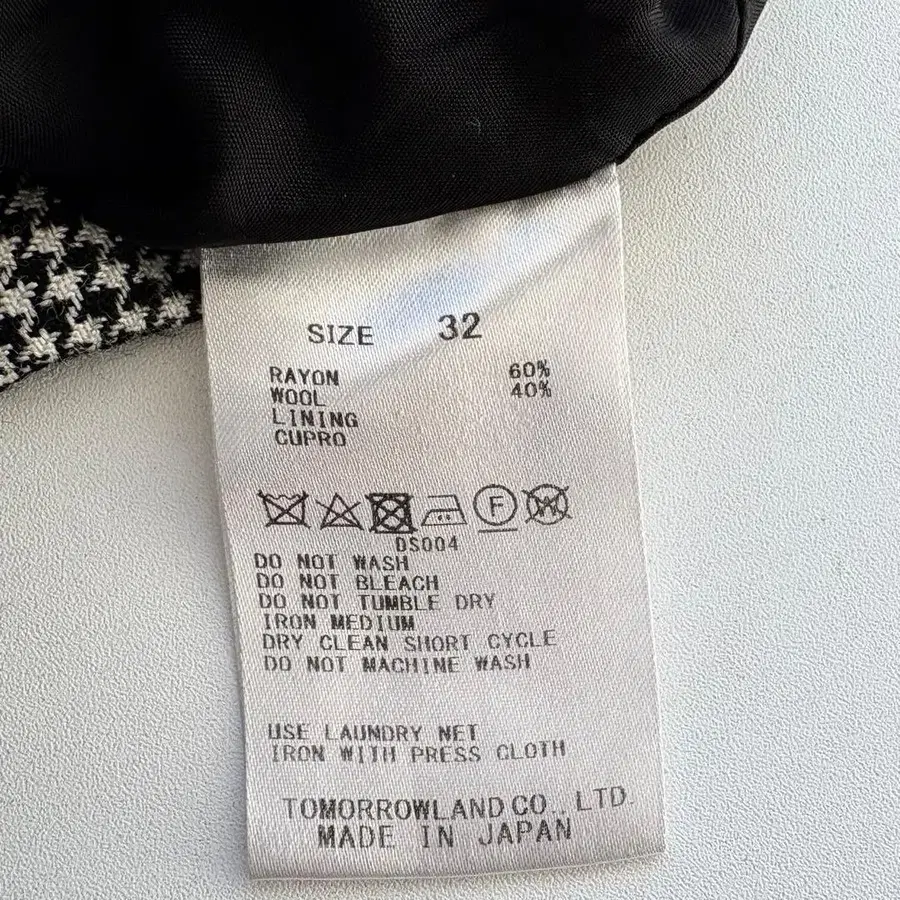 SIZE 32
RAYON 60%
WOOL 40%
LINING
CUPRO
F W
DS004
DO NOT WASH
DO NOT BLEACH
DO NOT TUMBLE DRY
IRON MEDIUM
DRY CLEAN SHORT CYCLE
DO NOT MACHINE WASH
USE LAUNDRY NET
IRON WITH PRESS CLOTH
TOMORROWLAND CO., LTD.
MADE IN JAPAN